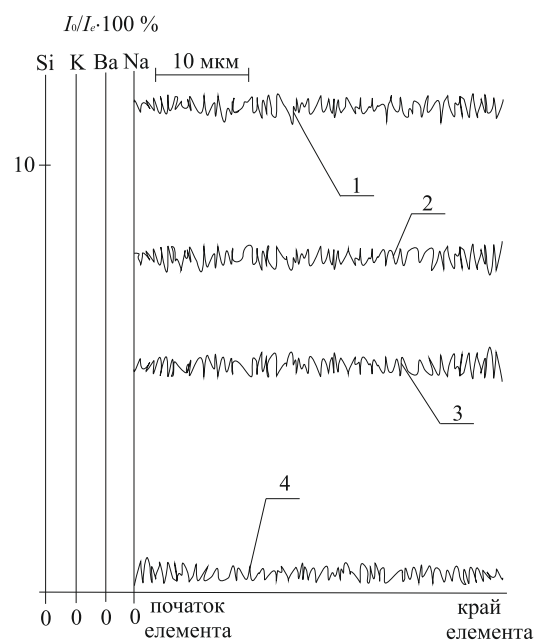 I₀/Iₑ·100 %
Si K Ba Na
10 мкм
10
1
2
3
4
0 0 0 0
початок елемента
край елемента